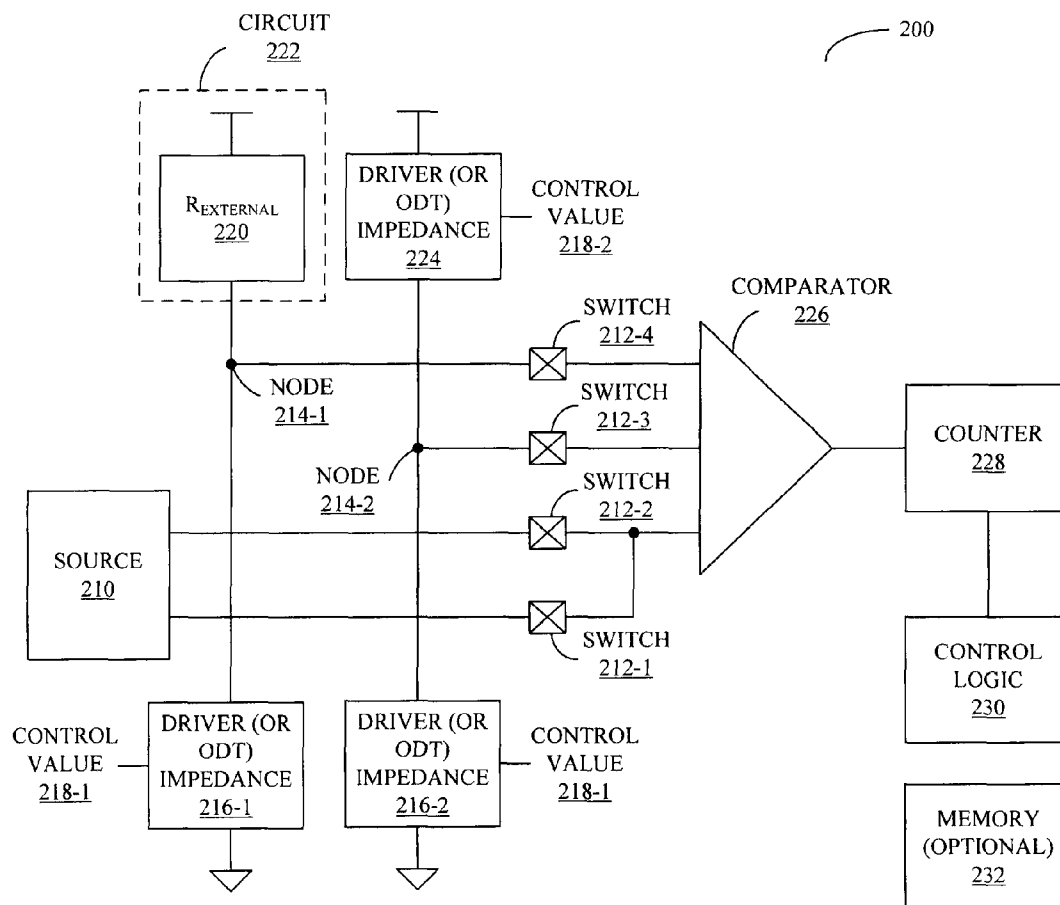 CIRCUIT
222
200
R_EXTERNAL
220
DRIVER (OR
ODT)
IMPEDANCE
224
CONTROL
VALUE
218-2
COMPARATOR
226
SWITCH
212-4
NODE
214-1
SWITCH
212-3
COUNTER
228
NODE
214-2
SWITCH
212-2
SOURCE
210
SWITCH
212-1
CONTROL
LOGIC
230
CONTROL
VALUE
218-1
DRIVER (OR
ODT)
IMPEDANCE
216-1
DRIVER (OR
ODT)
IMPEDANCE
216-2
CONTROL
VALUE
218-1
MEMORY
(OPTIONAL)
232